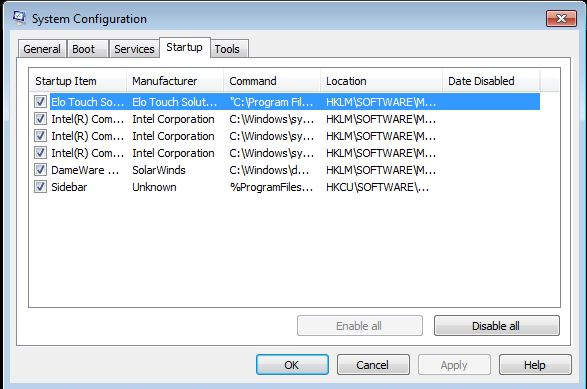 System Configuration
General Boot Services Startup Tools
Startup Item Manufacturer Command Location Date Disabled
Elo Touch So... Elo Touch Solut... "C:\Program Fil... HKLM\SOFTWARE\M...
Intel(R) Com... Intel Corporation C:\Windows\sy... HKLM\SOFTWARE\M...
Intel(R) Com... Intel Corporation C:\Windows\sy... HKLM\SOFTWARE\M...
Intel(R) Com... Intel Corporation C:\Windows\sy... HKLM\SOFTWARE\M...
DameWare ... SolarWinds C:\Windows\d... HKLM\SOFTWARE\M...
Sidebar Unknown %ProgramFiles... HKCU\SOFTWARE\...
Enable all Disable all
OK Cancel Apply Help